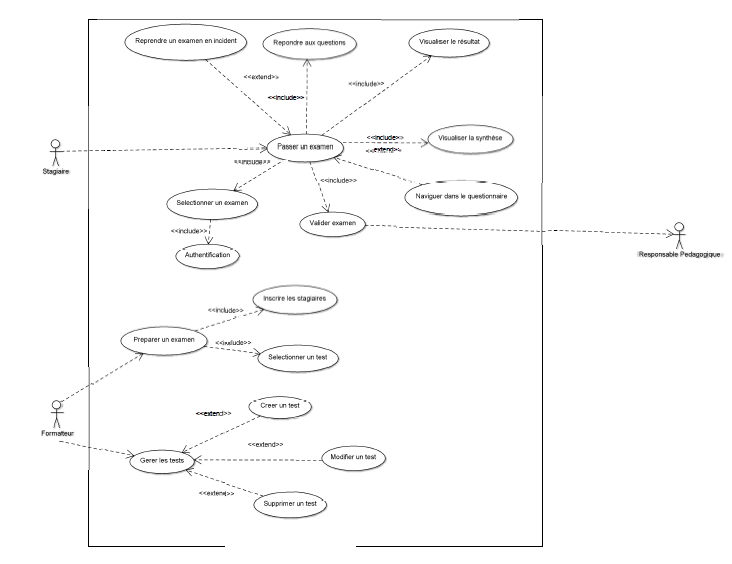 Reprendre un examen en incident
Repondre aux questions
Visualiser le résultat
<<extend>>
<<include>>
<<include>>
Passer un examen
<<include>>
<<extend>>
Visualiser la synthèse
Stagiaire
<<include>>
<<include>>
Naviguer dans le questionnaire
Selectionner un examen
Valider examen
<<include>>
Authentification
Responsable Pedagogique
Inscrire les stagiaires
<<include>>
Preparer un examen
<<include>>
Selectionner un test
Creer un test
<<extend>>
Formatteur
<<extend>>
Gerer les tests
Modifier un test
<<extend>>
Supprimer un test